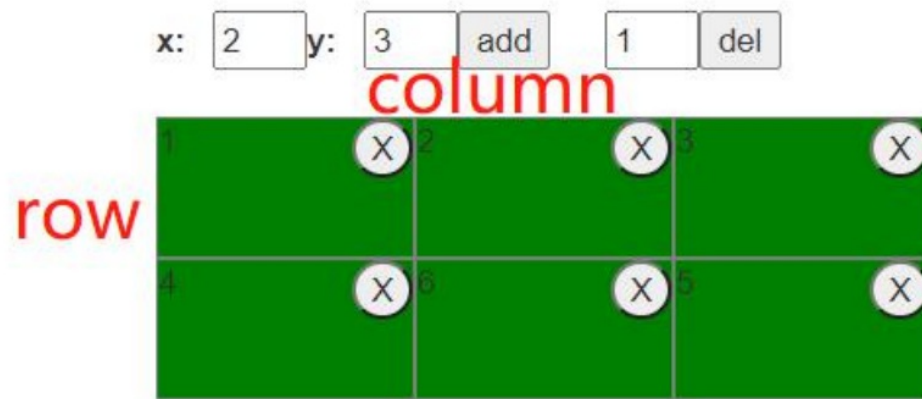 x: 2 y: 3 add 1 del
column
1 X 2 X 3 X
row
4 X 6 X 5 X